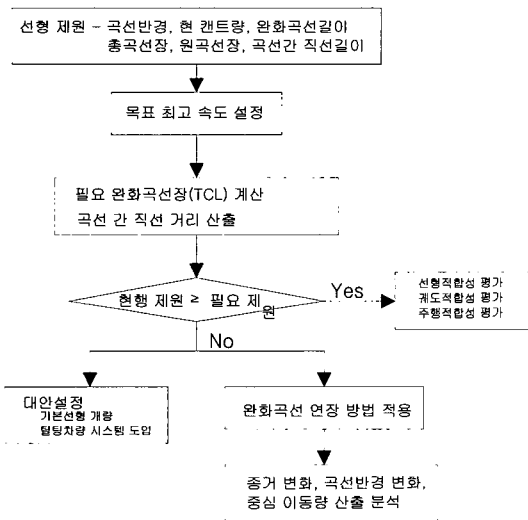 선형 제원 - 곡선반경, 현 캔트량, 완화곡선길이
총곡선장, 원곡선장, 곡선간 직선길이
목표 최고 속도 설정
필요 완화곡선장(TCL) 계산
곡선 간 직선 거리 산출
현행 제원 ≥ 필요 제
원
Yes
선형적합성 평가
궤도적합성 평가
주행적합성 평가
No
대안설정
기본선형 개량
틸팅차량 시스템 도입
완화곡선 연장 방법 적용
종거 변화, 곡선반경 변화,
중심 이동량 산출 분석